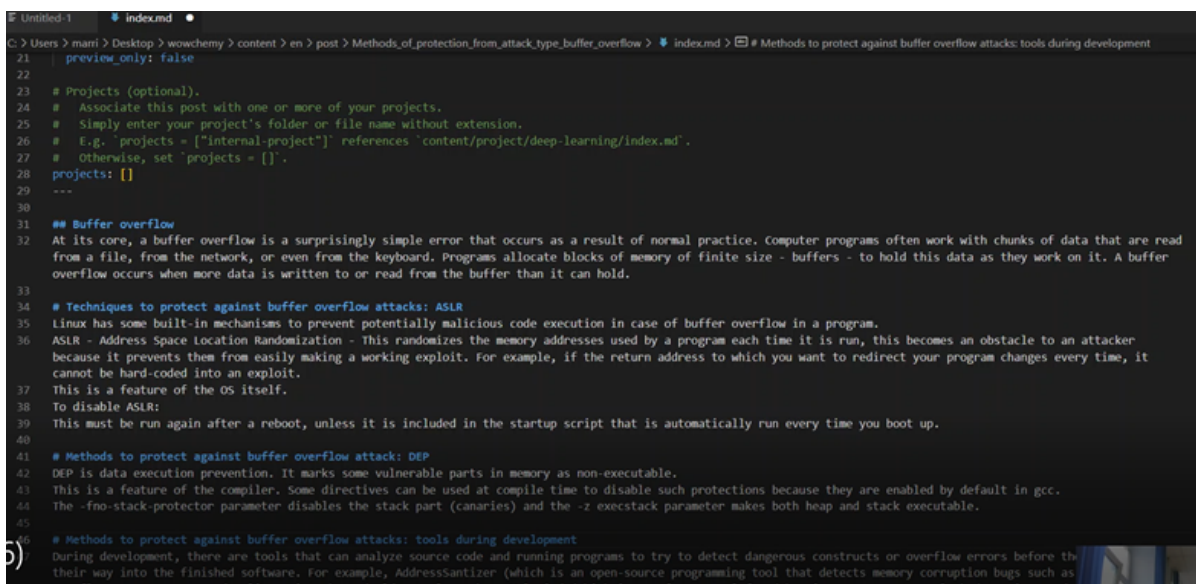 Untitled-1 index.md
C: > Users > marri > Desktop > wowchemy > content > en > post > Methods_of_protection_from_attack_type_buffer_overflow > index.md > # Methods to protect against buffer overflow attacks: tools during development
21 preview_only: false
22
23 # Projects (optional).
24 # Associate this post with one or more of your projects.
25 # Simply enter your project's folder or file name without extension.
26 # E.g. `projects = ["internal-project"]` references `content/project/deep-learning/index.md`.
27 # Otherwise, set `projects = []`.
28 projects: []
29 ---
30
31 ## Buffer overflow
32 At its core, a buffer overflow is a surprisingly simple error that occurs as a result of normal practice. Computer programs often work with chunks of data that are read
from a file, from the network, or even from the keyboard. Programs allocate blocks of memory of finite size - buffers - to hold this data as they work on it. A buffer
overflow occurs when more data is written to or read from the buffer than it can hold.
33
34 # Techniques to protect against buffer overflow attacks: ASLR
35 Linux has some built-in mechanisms to prevent potentially malicious code execution in case of buffer overflow in a program.
36 ASLR - Address Space Location Randomization - This randomizes the memory addresses used by a program each time it is run, this becomes an obstacle to an attacker
because it prevents them from easily making a working exploit. For example, if the return address to which you want to redirect your program changes every time, it
cannot be hard-coded into an exploit.
37 This is a feature of the OS itself.
38 To disable ASLR:
39 This must be run again after a reboot, unless it is included in the startup script that is automatically run every time you boot up.
40
41 # Methods to protect against buffer overflow attack: DEP
42 DEP is data execution prevention. It marks some vulnerable parts in memory as non-executable.
43 This is a feature of the compiler. Some directives can be used at compile time to disable such protections because they are enabled by default in gcc.
44 The -fno-stack-protector parameter disables the stack part (canaries) and the -z execstack parameter makes both heap and stack executable.
45
46 # Methods to protect against buffer overflow attacks: tools during development
During development, there are tools that can analyze source code and running programs to try to detect dangerous constructs or overflow errors before
their way into the finished software. For example, AddressSantizer (which is an open-source programming tool that detects memory corruption bugs such as